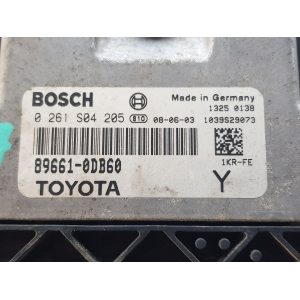 BOSCH
Made in Germany
1325 0138
0 261 S04 205 810 08-06-03 1039S29073
89661-0DB60
1KR-FE
TOYOTA
Y